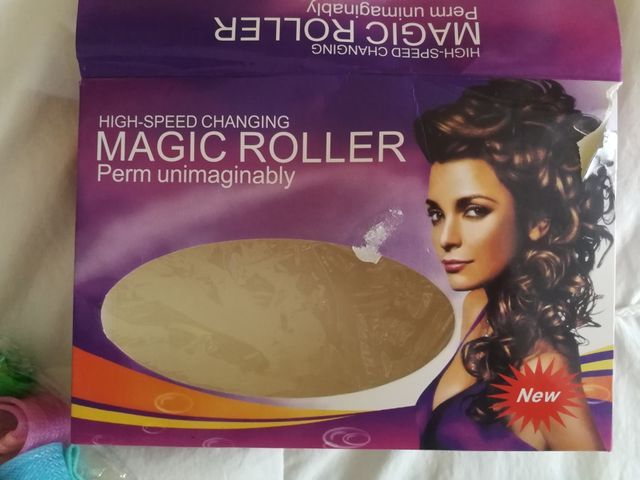 Perm unimaginably
MAGIC ROLLER
HIGH-SPEED CHANGING
HIGH-SPEED CHANGING
MAGIC ROLLER
Perm unimaginably
New